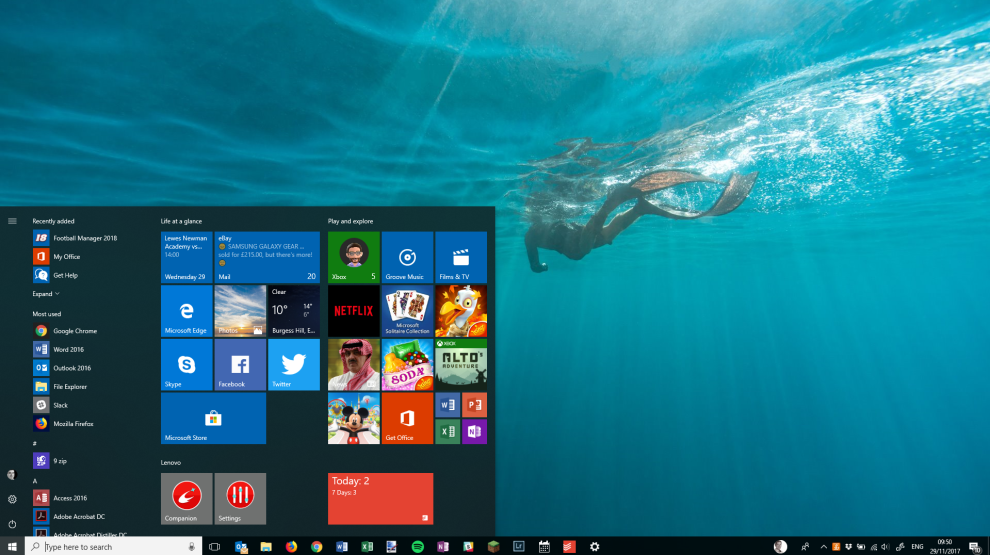 Recently added
18 Football Manager 2018
My Office
Get Help
Expand
Most used
Google Chrome
Word 2016
Outlook 2016
File Explorer
Slack
Mozilla Firefox
#
9 zip
A
Access 2016
Adobe Acrobat DC
Adobe Acrobat Distiller DC
Life at a glance
Lewes Newman
Academy vs...
14:00
Wednesday 29
eBay
SAMSUNG GALAXY GEAR ...
sold for £215.00, but there's more!
Mail 20
Microsoft Edge
Photos
Clear
10° 14°
6°
Burgess Hill, E...
Skype
Facebook
Twitter
Microsoft Store
Play and explore
Xbox 5
Groove Music
Films & TV
NETFLIX
Microsoft
Solitaire Collection
News
SODA
XBOX
ALTO'S
ADVENTURE
Get Office
Lenovo
Companion
Settings
Today: 2
7 Days: 3
Type here to search
ENG
09:50
29/11/2017